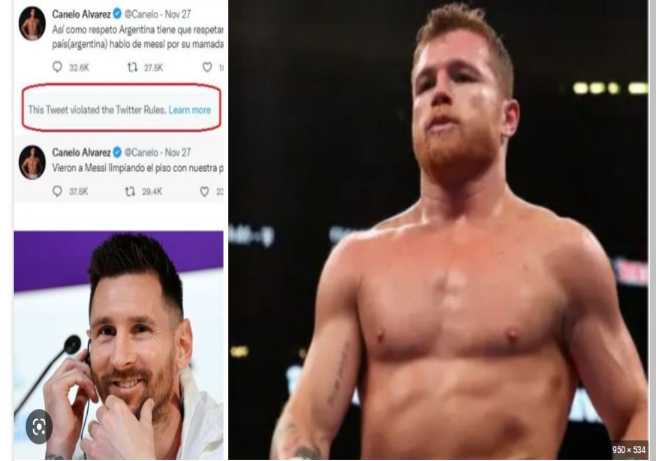 Canelo Alvarez @Canelo · Nov 27
Así como respeto Argentina tiene que respetar
país(argentina) hablo de messi por su mamada
32.6K 27.5K
This Tweet violated the Twitter Rules. Learn more
Canelo Alvarez @Canelo · Nov 27
Vieron a Messi limpiando el piso con nuestra p
37.5K 29.4K 23
950 × 534